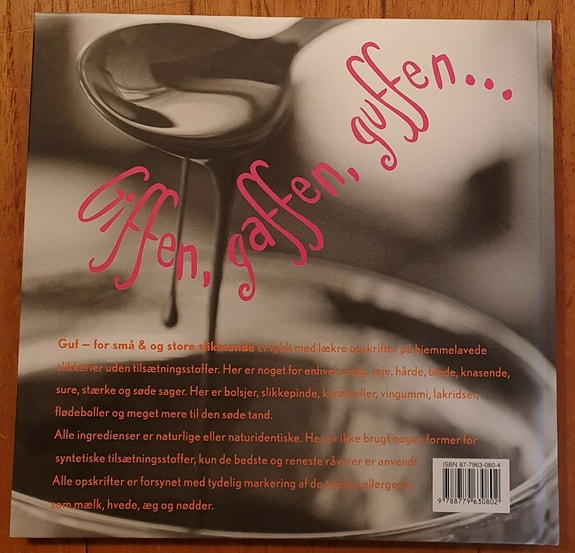 Giffen, gaffen, guffen...
Guf – for små & og store slikmunde er fyldt med lækre opskrifter på hjemmelavede
slikkerier uden tilsætningsstoffer. Her er noget for enhver smag: seje, hårde, bløde, knasende,
sure, stærke og søde sager. Her er bolsjer, slikkepinde, karameller, vingummi, lakridser,
flødeboller og meget mere til den søde tand.
Alle ingredienser er naturlige eller naturidentiske. Her er ikke brugt nogen former for
syntetiske tilsætningsstoffer, kun de bedste og reneste råvarer er anvendt.
Alle opskrifter er forsynet med tydelig markering af de typiske allergener
som mælk, hvede, æg og nødder.
ISBN 87-7963-080-4
9 788779 630802